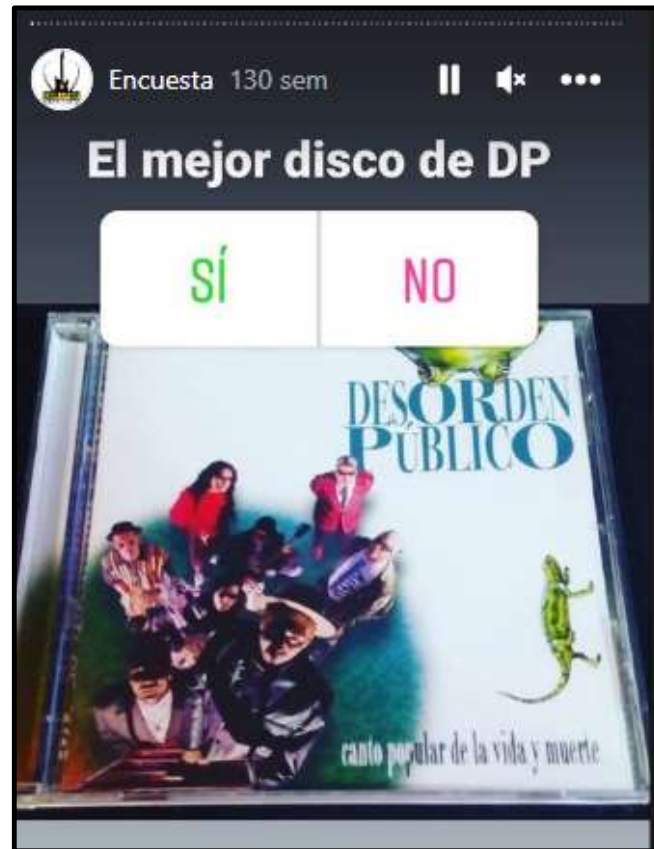 Encuesta 130 sem
El mejor disco de DP
SÍ
NO
DESORDEN
PÚBLICO
canto popular de la vida y muerte